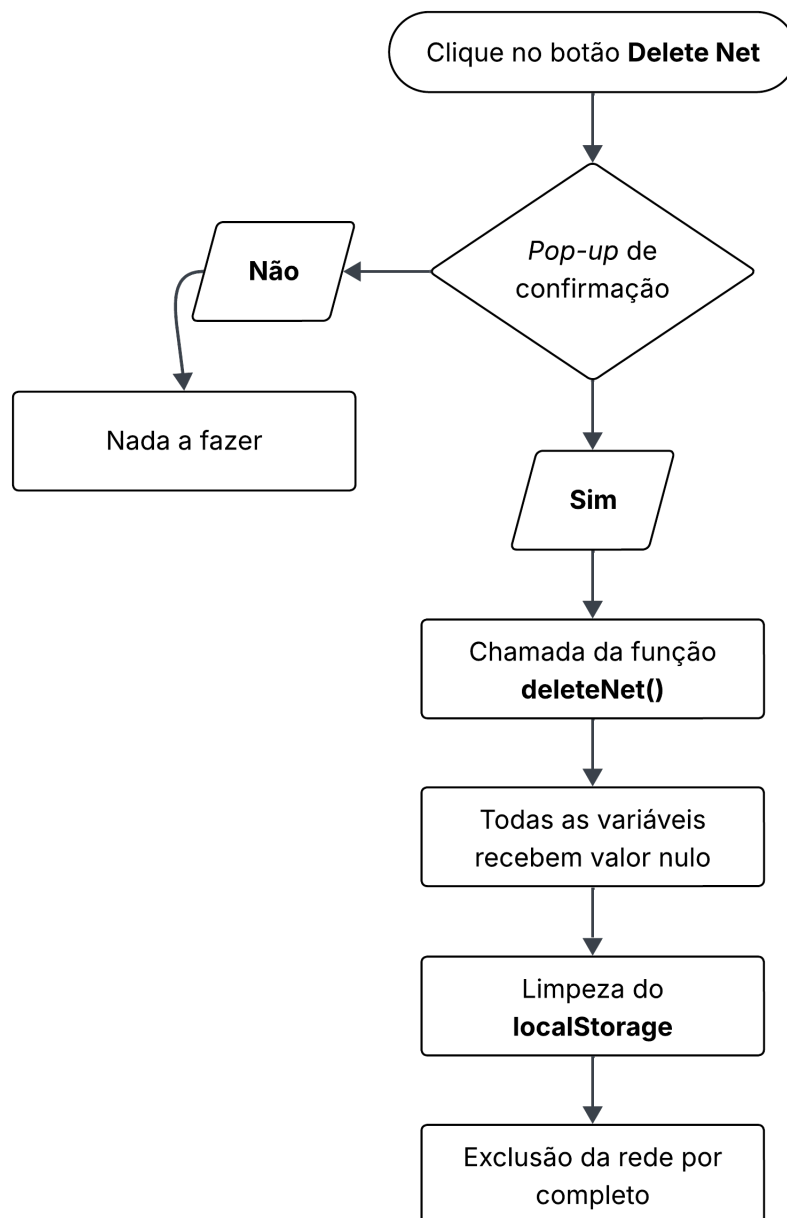 Clique no botão Delete Net
Pop-up de
confirmação
Não
Nada a fazer
Sim
Chamada da função
deleteNet()
Todas as variáveis
recebem valor nulo
Limpeza do
localStorage
Exclusão da rede por
completo